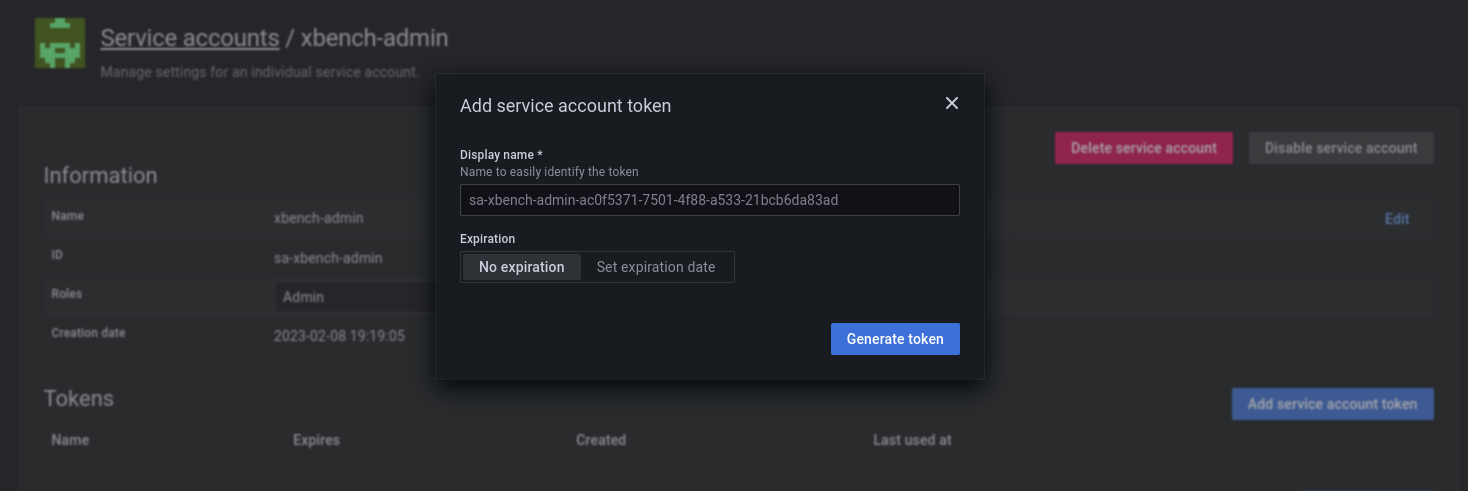 Service accounts / xbench-admin
Manage settings for an individual service account.
Add service account token
Display name *
Name to easily identify the token
sa-xbench-admin-ac0f5371-7501-4f88-a533-21bcb6da83ad
Expiration
No expiration Set expiration date
Generate token
Delete service account Disable service account
Information
Name xbench-admin Edit
ID sa-xbench-admin
Roles Admin
Creation date 2023-02-08 19:19:05
Tokens Add service account token
Name Expires Created Last used at